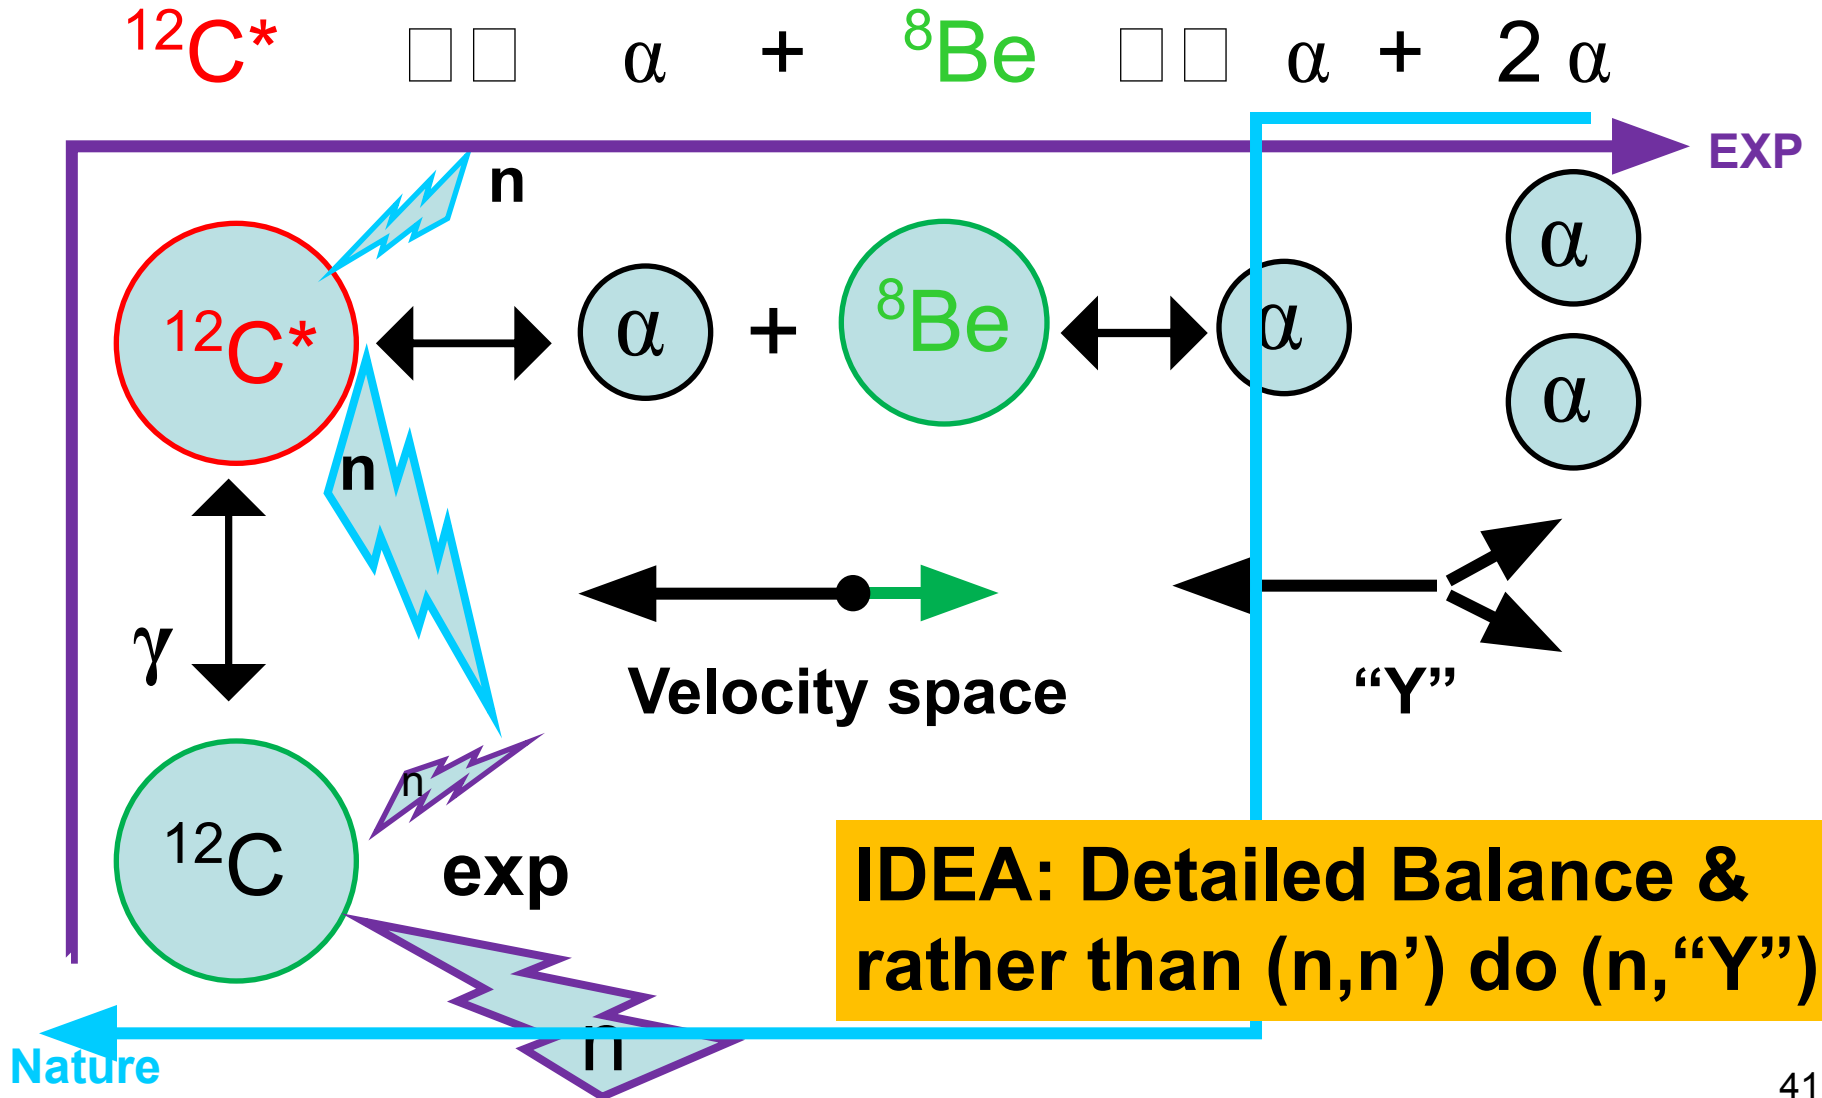 ¹²C* □□ α + ⁸Be □□ α + 2 α
EXP
n
α
¹²C* α + ⁸Be α
α
n
γ
Velocity space
“Y”
n
¹²C
exp
IDEA: Detailed Balance &
rather than (n,n’) do (n,“Y”)
n
Nature
41